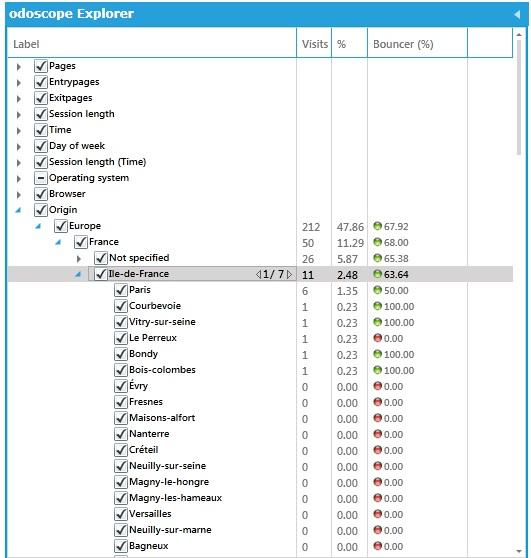 odoscope Explorer
Label Visits % Bouncer (%)
Pages
Entrypages
Exitpages
Session length
Time
Day of week
Session length (Time)
Operating system
Browser
Origin
Europe 212 47.86 67.92
France 50 11.29 68.00
Not specified 26 5.87 65.38
Ile-de-France 1/ 7 11 2.48 63.64
Paris 6 1.35 50.00
Courbevoie 1 0.23 100.00
Vitry-sur-seine 1 0.23 100.00
Le Perreux 1 0.23 0.00
Bondy 1 0.23 100.00
Bois-colombes 1 0.23 100.00
Évry 0 0.00 0.00
Fresnes 0 0.00 0.00
Maisons-alfort 0 0.00 0.00
Nanterre 0 0.00 0.00
Créteil 0 0.00 0.00
Neuilly-sur-seine 0 0.00 0.00
Magny-le-hongre 0 0.00 0.00
Magny-les-hameaux 0 0.00 0.00
Versailles 0 0.00 0.00
Neuilly-sur-marne 0 0.00 0.00
Bagneux 0 0.00 0.00